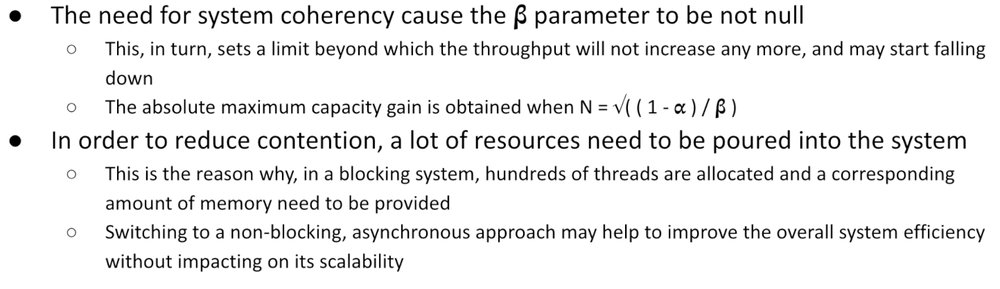 ● The need for system coherency cause the β parameter to be not null
○ This, in turn, sets a limit beyond which the throughput will not increase any more, and may start falling
down
○ The absolute maximum capacity gain is obtained when N = √( ( 1 - α ) / β )
● In order to reduce contention, a lot of resources need to be poured into the system
○ This is the reason why, in a blocking system, hundreds of threads are allocated and a corresponding
amount of memory need to be provided
○ Switching to a non-blocking, asynchronous approach may help to improve the overall system efficiency
without impacting on its scalability